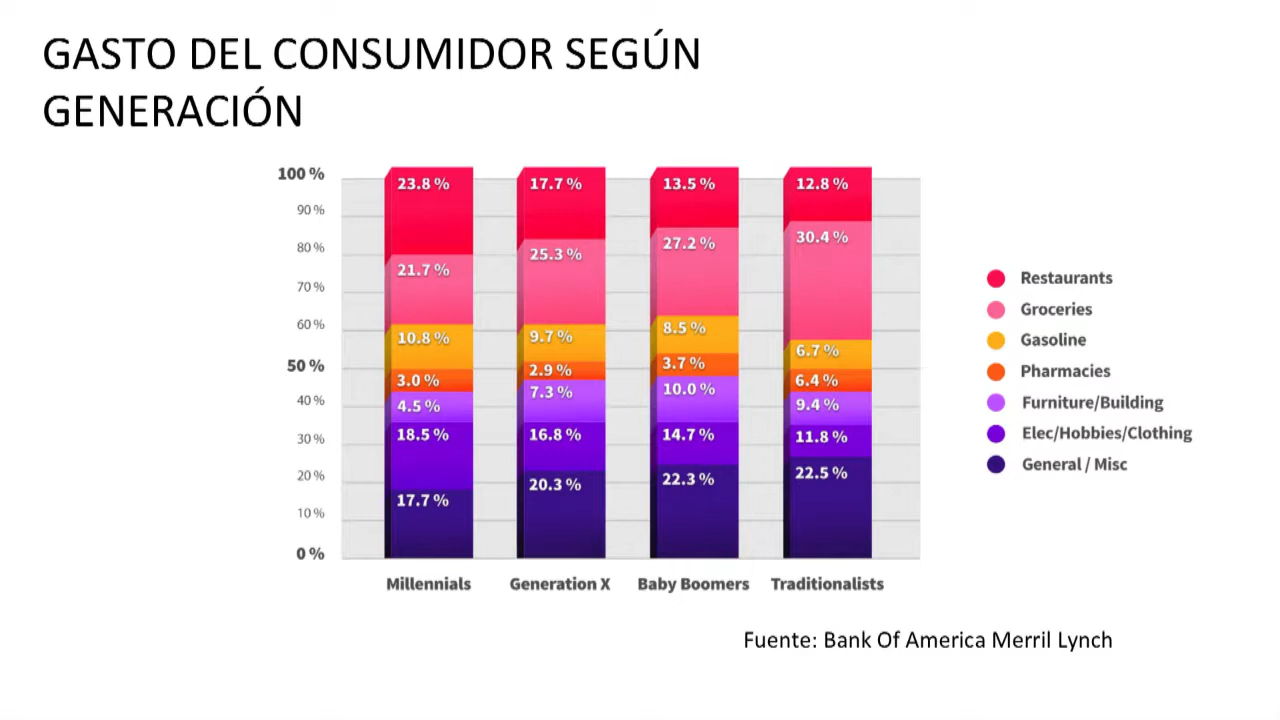 GASTO DEL CONSUMIDOR SEGÚN
GENERACIÓN
100 %
90 %
80 %
70 %
60 %
50 %
40 %
30 %
20 %
10 %
0 %
23.8 %
21.7 %
10.8 %
3.0 %
4.5 %
18.5 %
17.7 %
17.7 %
25.3 %
9.7 %
2.9 %
7.3 %
16.8 %
20.3 %
13.5 %
27.2 %
8.5 %
3.7 %
10.0 %
14.7 %
22.3 %
12.8 %
30.4 %
6.7 %
6.4 %
9.4 %
11.8 %
22.5 %
Millennials
Generation X
Baby Boomers
Traditionalists
Restaurants
Groceries
Gasoline
Pharmacies
Furniture/Building
Elec/Hobbies/Clothing
General / Misc
Fuente: Bank Of America Merril Lynch